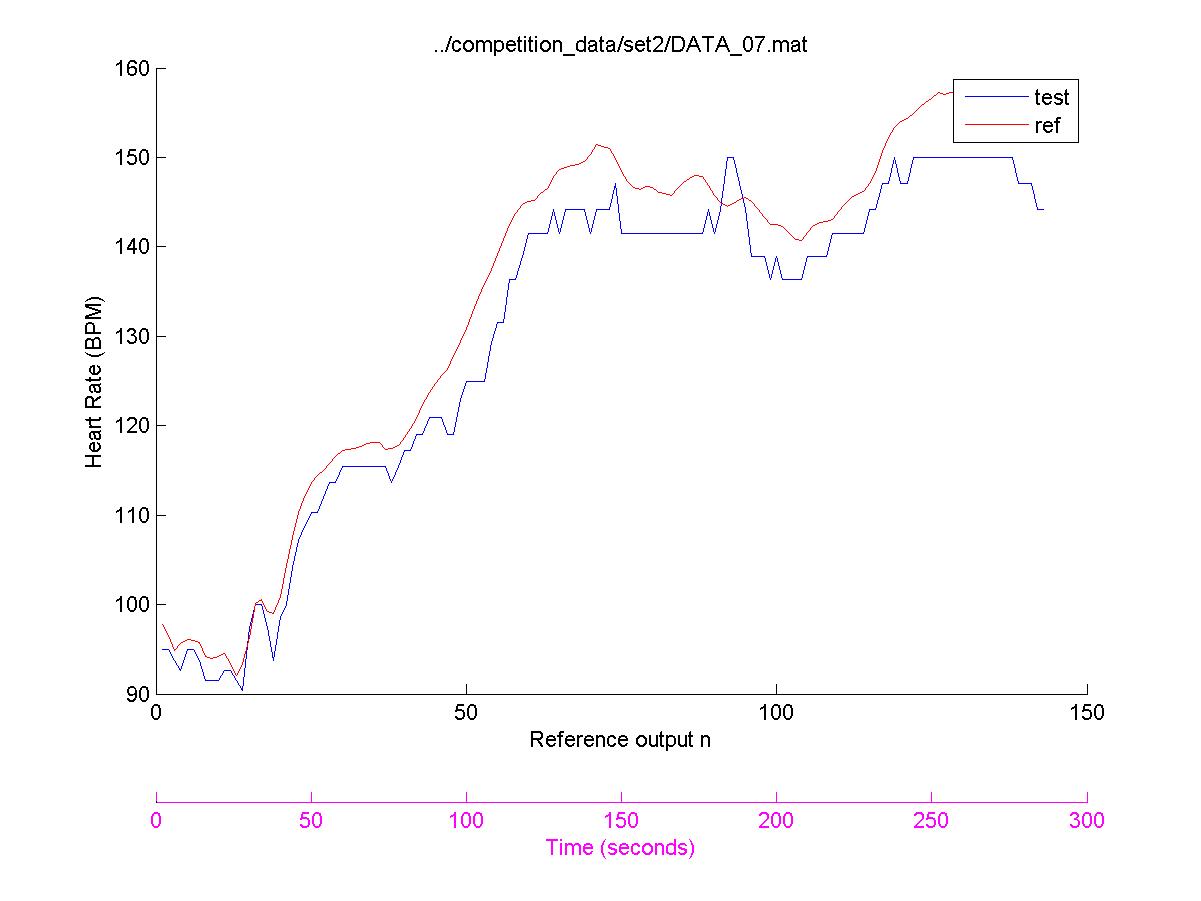 ../competition_data/set2/DATA_07.mat
160
150
140
130
120
110
100
90
Heart Rate (BPM)
test
ref
0 50 100 150
Reference output n
0 50 100 150 200 250 300
Time (seconds)